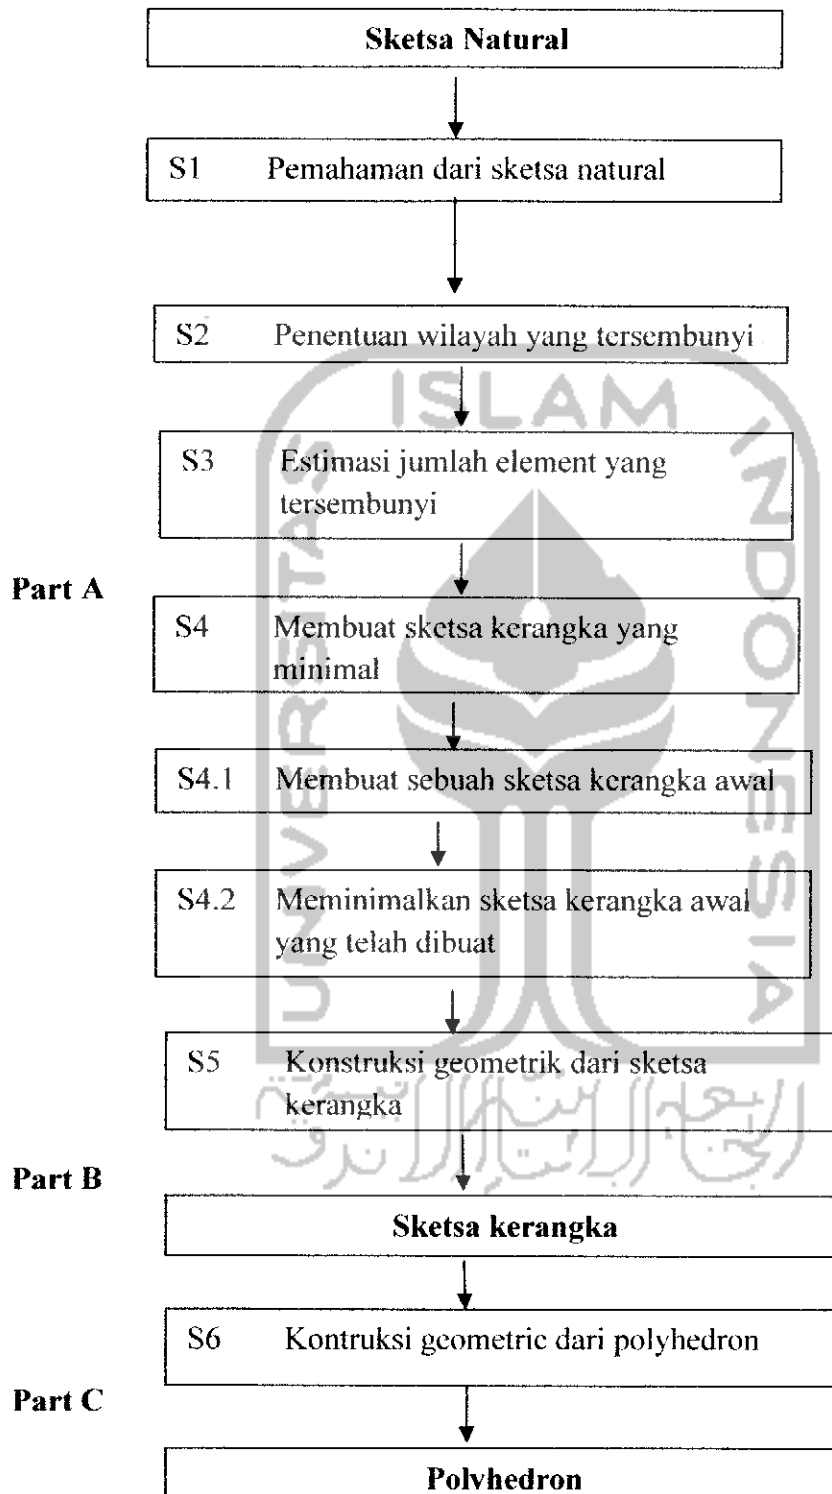 Sketsa Natural
S1 Pemahaman dari sketsa natural
S2 Penentuan wilayah yang tersembunyi
S3 Estimasi jumlah element yang
tersembunyi
Part A
S4 Membuat sketsa kerangka yang
minimal
S4.1 Membuat sebuah sketsa kerangka awal
S4.2 Meminimalkan sketsa kerangka awal
yang telah dibuat
S5 Konstruksi geometrik dari sketsa
kerangka
Part B
Sketsa kerangka
S6 Kontruksi geometric dari polyhedron
Part C
Polyhedron
UNIVERSITAS ISLAM INDONESIA